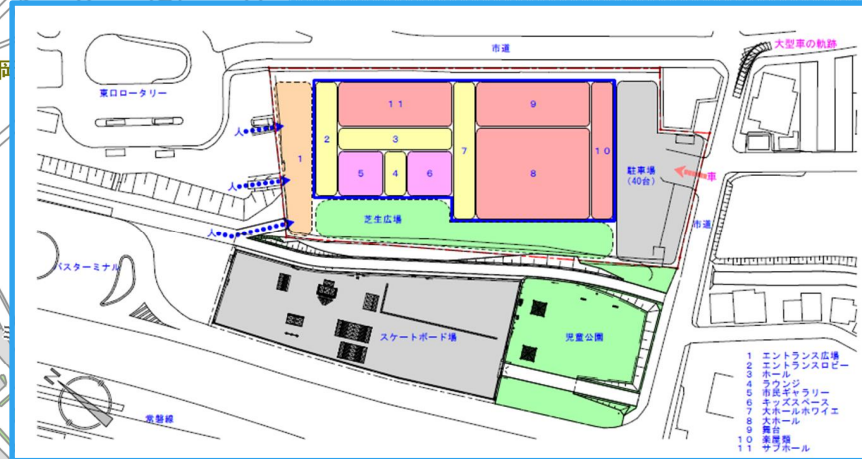 市道
大型車の軌跡
岡
東口ロータリー
人
人
人
1
2
3
4
5
6
7
8
9
10
11
駐車場
(40台)
車
市道
芝生広場
バスターミナル
スケートボード場
児童公園
N
常磐線
1 エントランス広場
2 エントランスロビー
3 ホール
4 ラウンジ
5 市民ギャラリー
6 キッズスペース
7 大ホールホワイエ
8 大ホール
9 舞台
10 楽屋類
11 サブホール